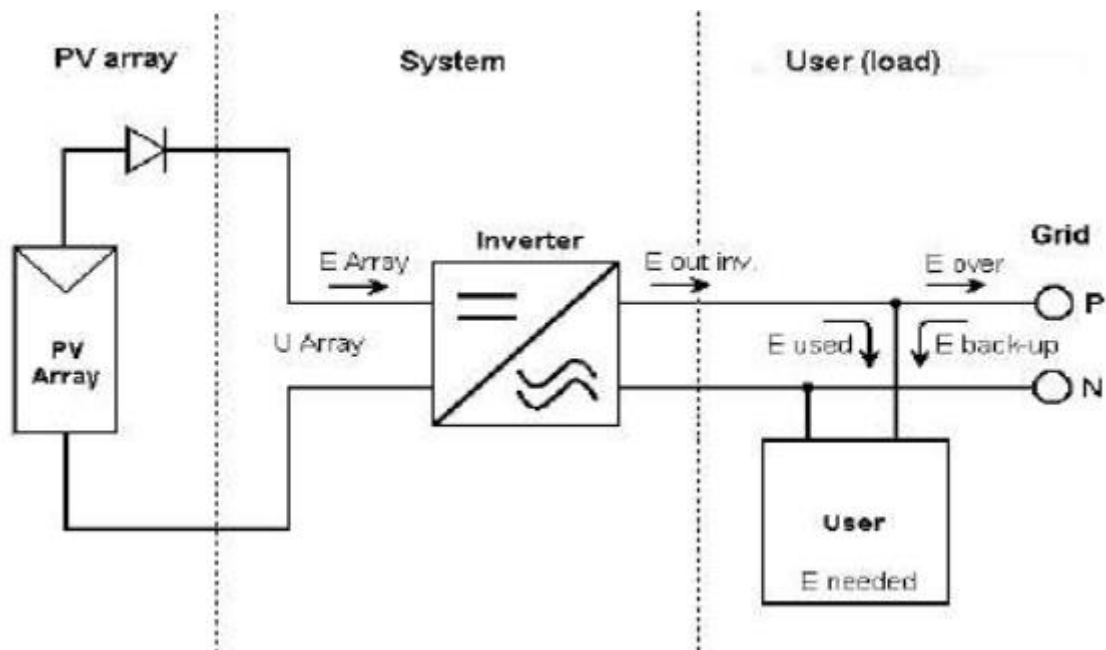 PV array
System
User (load)
Inverter
Grid
E Array
E out inv.
E over
P
U Array
E used
E back-up
PV
Array
N
User
E needed